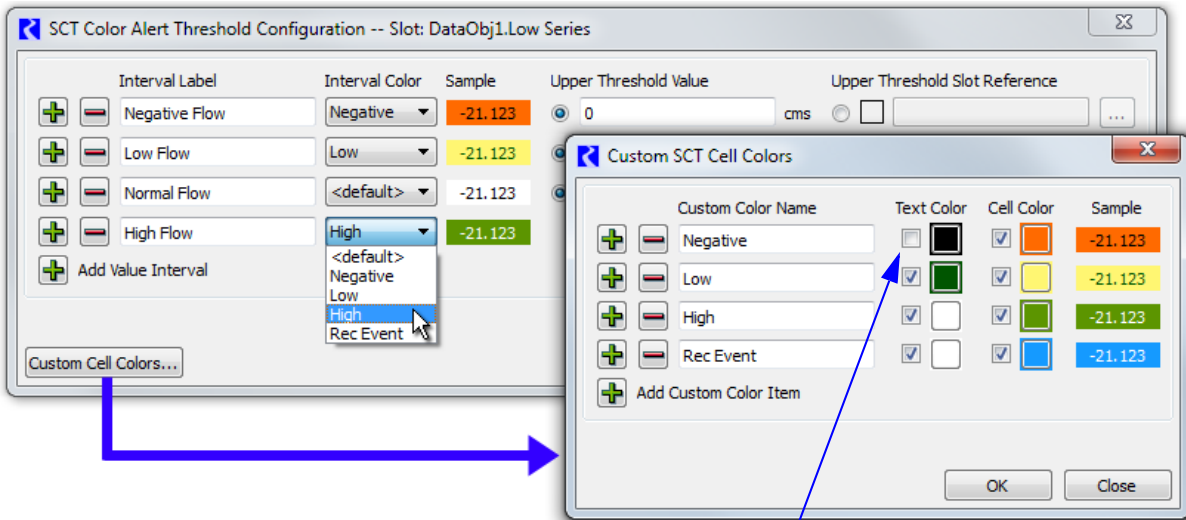 SCT Color Alert Threshold Configuration -- Slot: DataObj1.Low Series
Interval Label Interval Color Sample Upper Threshold Value Upper Threshold Slot Reference
Negative Flow Negative -21.123 0 cms ...
Low Flow Low -21.123
Normal Flow <default> -21.123
High Flow High -21.123
Add Value Interval
<default>
Negative
Low
High
Rec Event
Custom Cell Colors...
Custom SCT Cell Colors
Custom Color Name Text Color Cell Color Sample
Negative -21.123
Low -21.123
High -21.123
Rec Event -21.123
Add Custom Color Item
OK Close